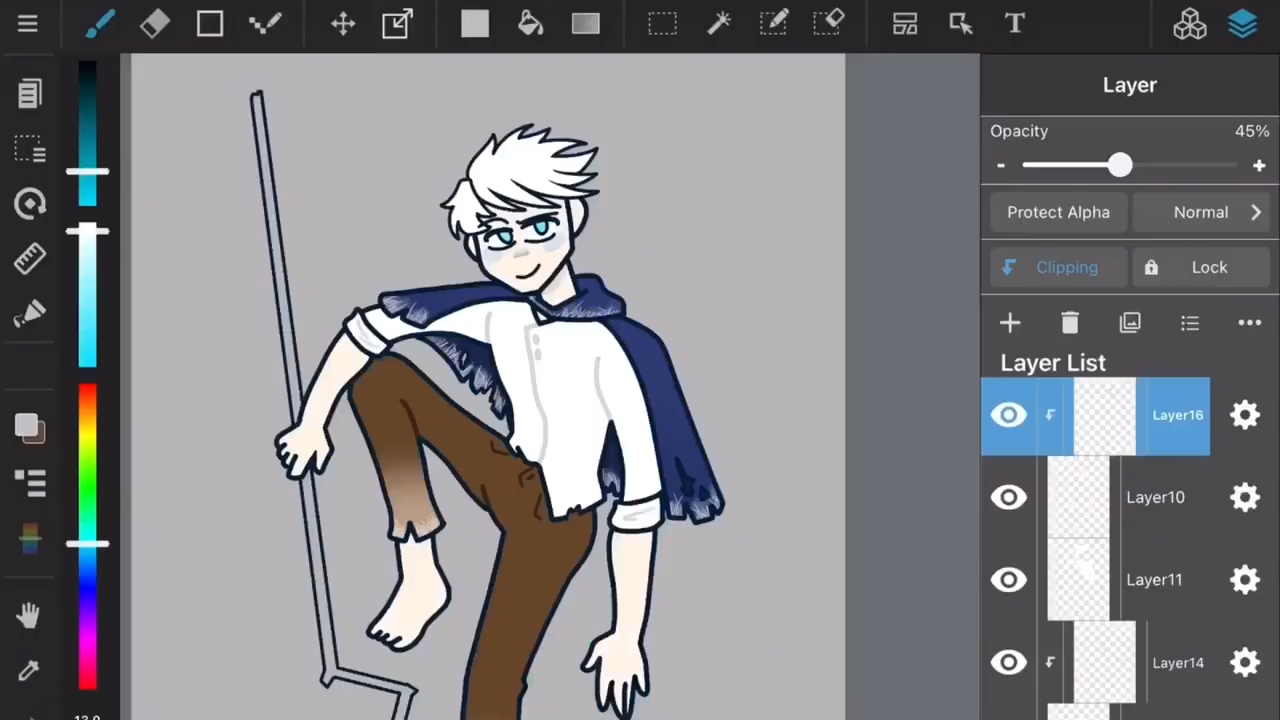 T
Layer
Opacity 45%
- +
Protect Alpha Normal
Clipping Lock
Layer List
Layer16
Layer10
Layer11
Layer14